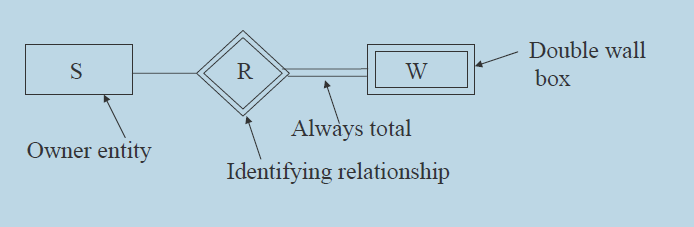 S
R
W
Double wall
box
Always total
Owner entity
Identifying relationship